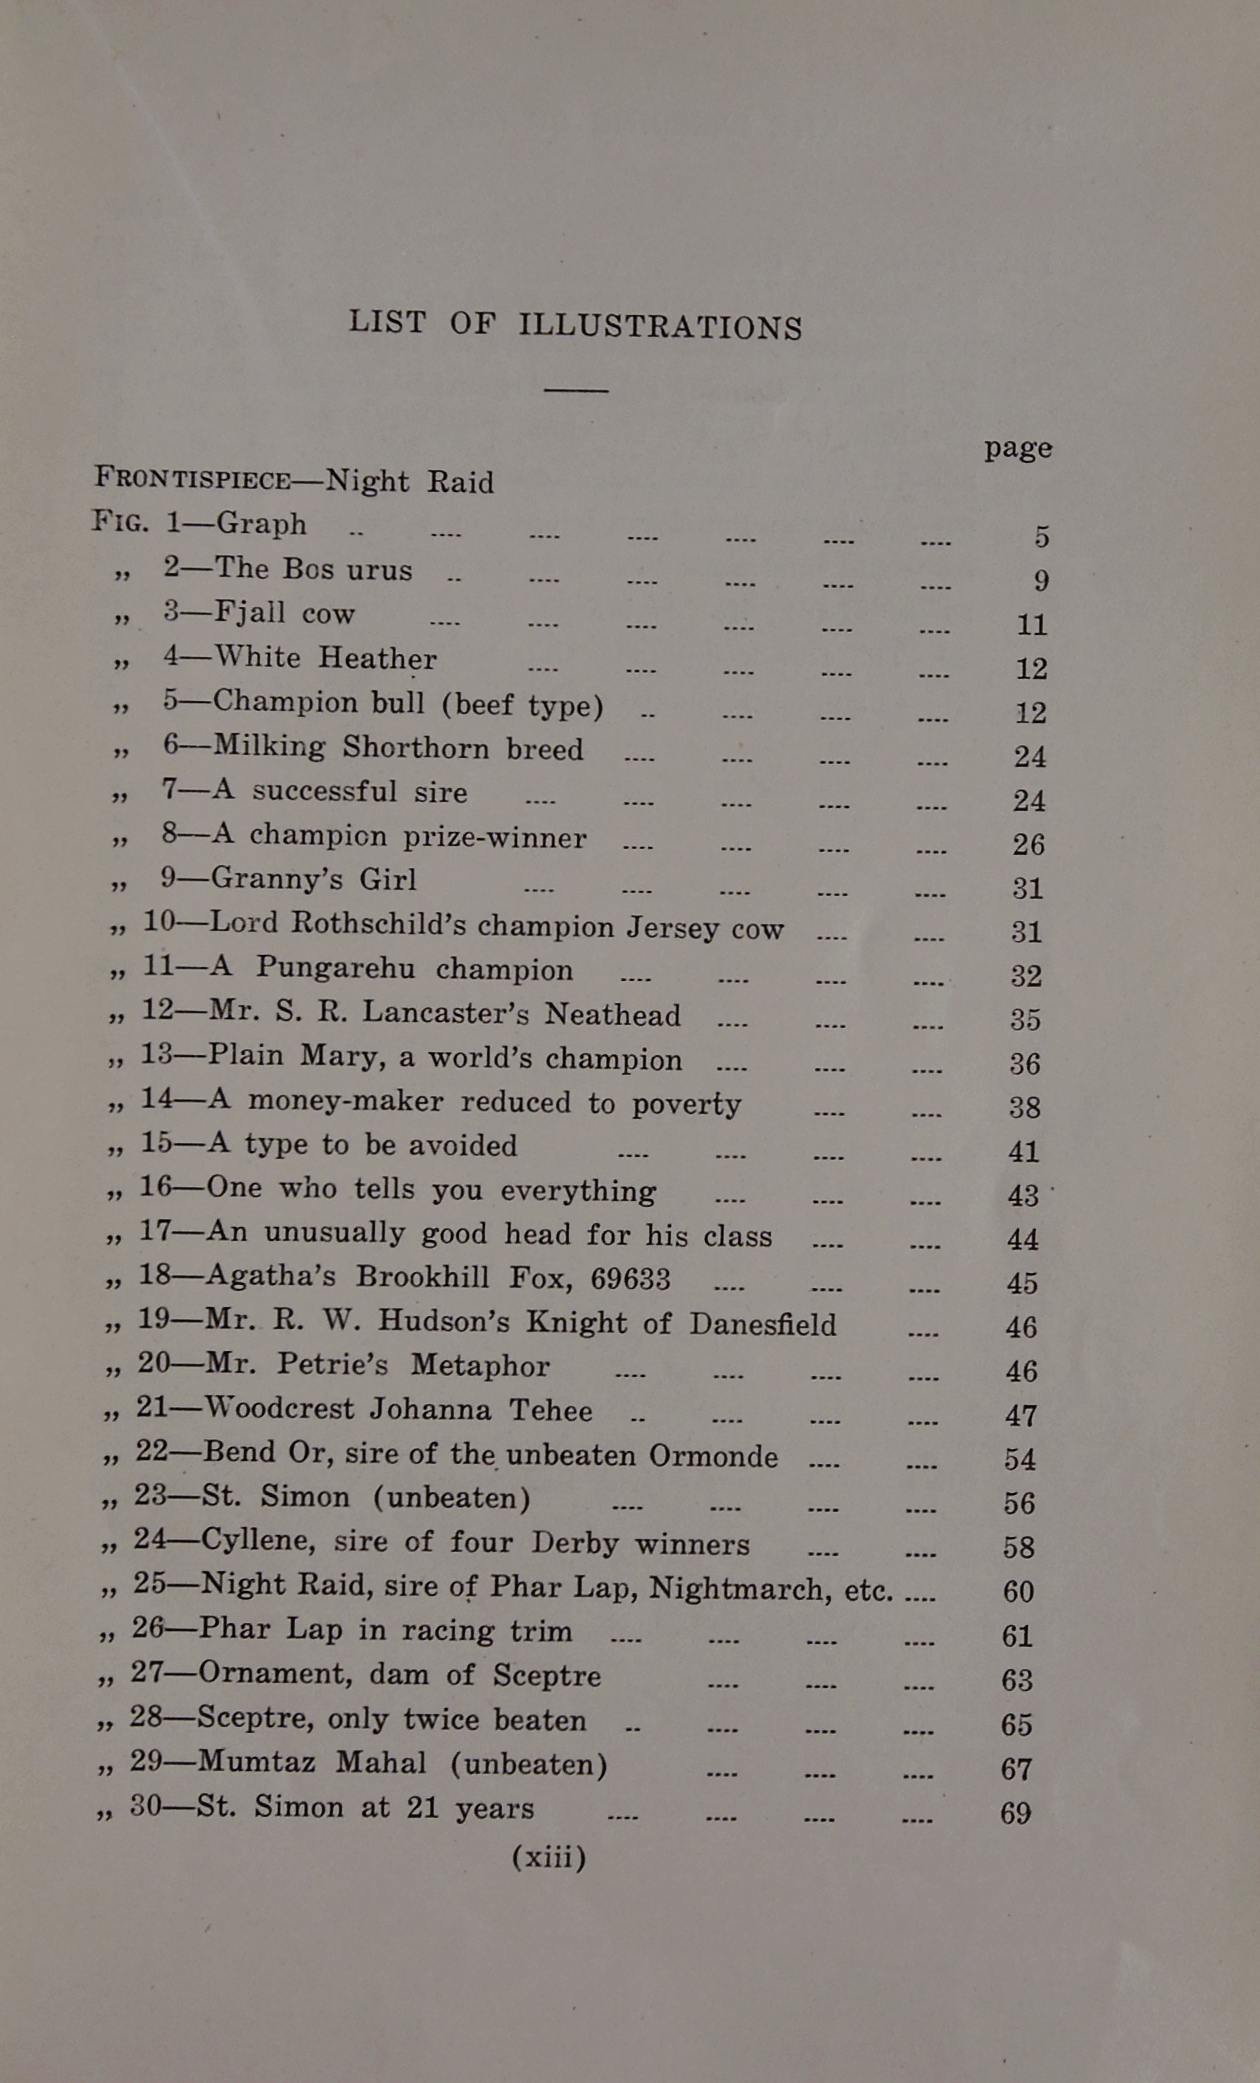 LIST OF ILLUSTRATIONS
page
FRONTISPIECE—Night Raid
FIG. 1—Graph .. .... .... .... .... .... .... 5
„ 2—The Bos urus .. .... .... .... .... .... 9
„ 3—Fjall cow .... .... .... .... .... .... 11
„ 4—White Heather .... .... .... .... .... 12
„ 5—Champion bull (beef type) .. .... .... .... 12
„ 6—Milking Shorthorn breed .... .... .... .... 24
„ 7—A successful sire .... .... .... .... .... 24
„ 8—A champion prize-winner .... .... .... .... 26
„ 9—Granny's Girl .... .... .... .... .... 31
„ 10—Lord Rothschild's champion Jersey cow .... .... 31
„ 11—A Pungarehu champion .... .... .... .... 32
„ 12—Mr. S. R. Lancaster's Neathead .... .... .... 35
„ 13—Plain Mary, a world's champion .... .... .... 36
„ 14—A money-maker reduced to poverty .... .... 38
„ 15—A type to be avoided .... .... .... .... 41
„ 16—One who tells you everything .... .... .... 43
„ 17—An unusually good head for his class .... .... 44
„ 18—Agatha's Brookhill Fox, 69633 .... .... .... 45
„ 19—Mr. R. W. Hudson's Knight of Danesfield .... 46
„ 20—Mr. Petrie's Metaphor .... .... .... .... 46
„ 21—Woodcrest Johanna Tehee .. .... .... .... 47
„ 22—Bend Or, sire of the unbeaten Ormonde .... .... 54
„ 23—St. Simon (unbeaten) .... .... .... .... 56
„ 24—Cyllene, sire of four Derby winners .... .... 58
„ 25—Night Raid, sire of Phar Lap, Nightmarch, etc. .... 60
„ 26—Phar Lap in racing trim .... .... .... .... 61
„ 27—Ornament, dam of Sceptre .... .... .... 63
„ 28—Sceptre, only twice beaten .. .... .... .... 65
„ 29—Mumtaz Mahal (unbeaten) .... .... .... 67
„ 30—St. Simon at 21 years .... .... .... .... 69
(xiii)